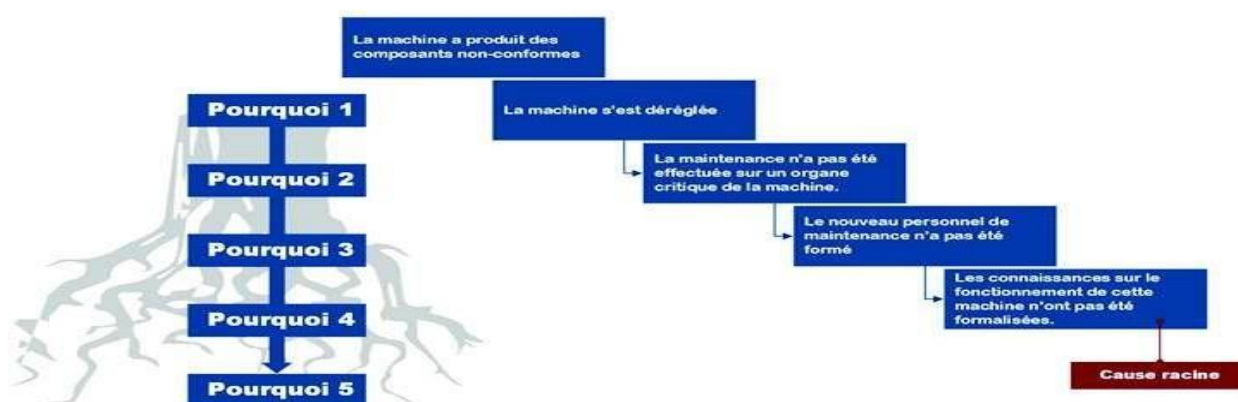 La machine a produit des
composants non-conformes
Pourquoi 1
La machine s'est déréglée
Pourquoi 2
La maintenance n'a pas été
effectuée sur un organe
critique de la machine.
Pourquoi 3
Le nouveau personnel de
maintenance n'a pas été
formé
Pourquoi 4
Les connaissances sur le
fonctionnement de cette
machine n'ont pas été
formalisées.
Pourquoi 5
Cause racine